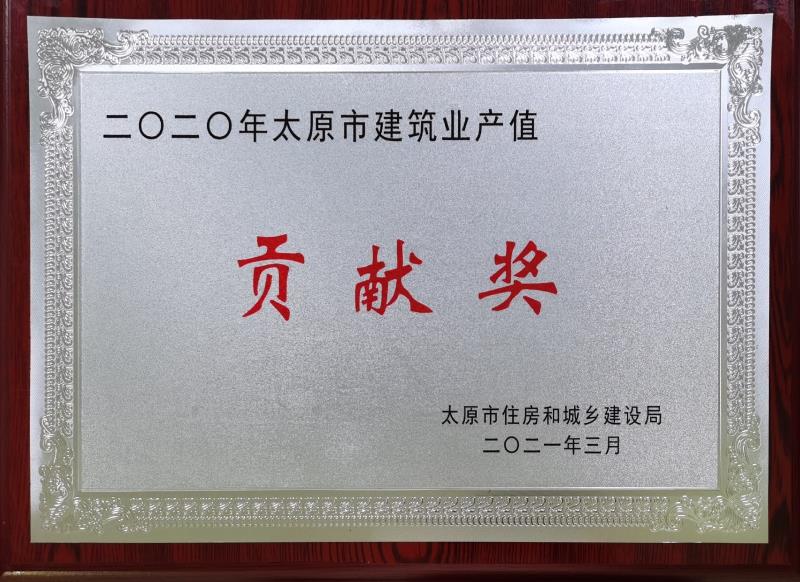 二〇二〇年太原市建筑业产值
贡献奖
太原市住房和城乡建设局
二〇二一年三月